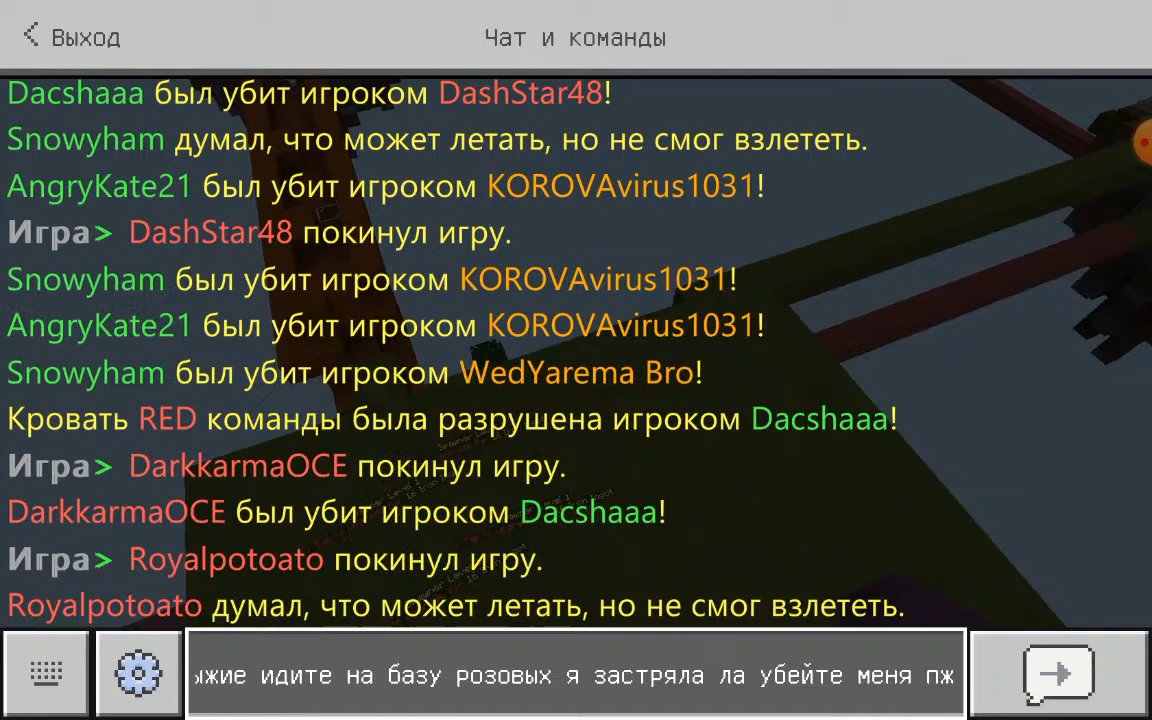 Выход
Чат и команды
Dacshaaa был убит игроком DashStar48!
Snowyham думал, что может летать, но не смог взлететь.
AngryKate21 был убит игроком KOROVAvirus1031!
Игра> DashStar48 покинул игру.
Snowyham был убит игроком KOROVAvirus1031!
AngryKate21 был убит игроком KOROVAvirus1031!
Snowyham был убит игроком WedYarema Bro!
Кровать RED команды была разрушена игроком Dacshaaa!
Игра> DarkkarmaOCE покинул игру.
DarkkarmaOCE был убит игроком Dacshaaa!
Игра> Royalpotoato покинул игру.
Royalpotoato думал, что может летать, но не смог взлететь.
ыжие идите на базу розовых я застряла ла убейте меня пж